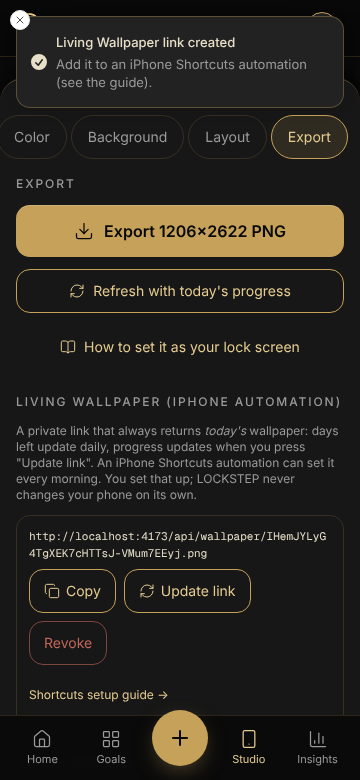 Living Wallpaper link created
Add it to an iPhone Shortcuts automation
(see the guide).
Color
Background
Layout
Export
EXPORT
Export 1206×2622 PNG
Refresh with today's progress
How to set it as your lock screen
LIVING WALLPAPER (IPHONE AUTOMATION)
A private link that always returns today's wallpaper: days
left update daily, progress updates when you press
"Update link". An iPhone Shortcuts automation can set it
every morning. You set that up; LOCKSTEP never
changes your phone on its own.
http://localhost:4173/api/wallpaper/IHemJYLyG
4TgXEK7cHTTsJ-VMum7EEyj.png
Copy
Update link
Revoke
Shortcuts setup guide →
Home
Goals
Studio
Insights